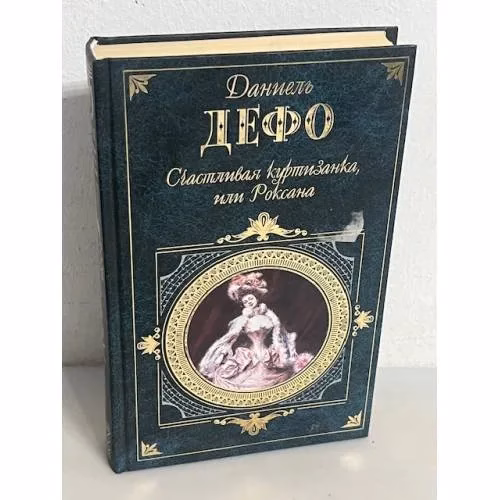 Даниель
ДЕФО
Счастливая куртизанка,
или Роксана